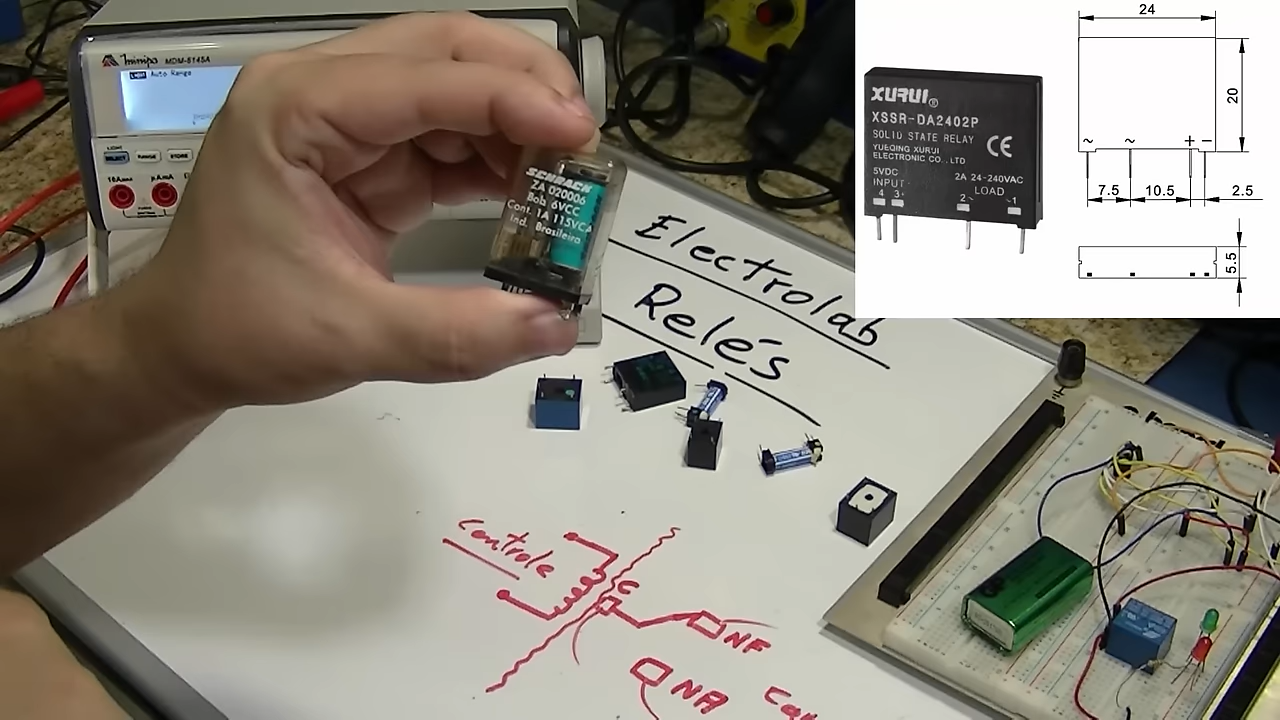 minipa MDM-8145A
Auto Range
SELECT RANGE STORE
10Amax µAmA
SCHRACK
ZA 020006
Bob. 6VCC
Cont. 1A 115VCA
Ind. Brasileira
Electrolab
Relés
Controle
C
NF
NA
XURUI®
XSSR-DA2402P
SOLID STATE RELAY
YUEQING XURUI
ELECTRONIC CO., LTD
CE
5VDC
INPUT
4 3+
2A 24-240VAC
LOAD
2~ ~1
24
20
~ ~ + −
7.5 10.5 2.5
5.5